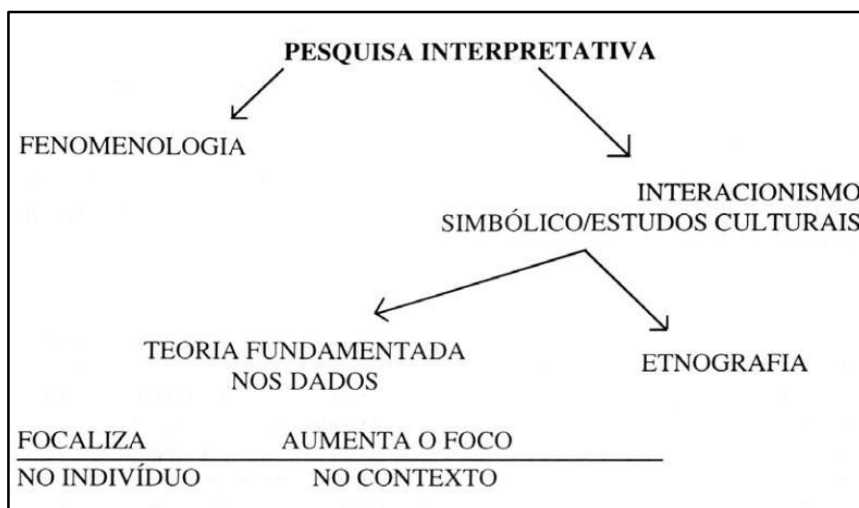 PESQUISA INTERPRETATIVA
FENOMENOLOGIA
INTERACIONISMO
SIMBÓLICO/ESTUDOS CULTURAIS
TEORIA FUNDAMENTADA
NOS DADOS
ETNOGRAFIA
FOCALIZA AUMENTA O FOCO
NO INDIVÍDUO NO CONTEXTO